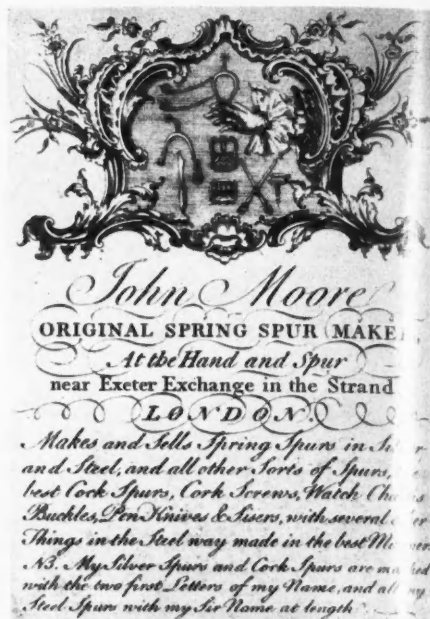 John Moore
ORIGINAL SPRING SPUR MAKE
At the Hand and Spur
near Exeter Exchange in the Strand
LONDON.
Makes and Sells Spring Spurs in
and Steel, and all other Sorts of Spurs,
best Cock Spurs, Cork Screws, Watch
Buckles, Pen Knives & Sisers, with several
Things in the Steel way made in the best
NB. My Silver Spurs and Cock Spurs are
with the two first Letters of my Name, and
Steel Spurs with my Sir Name at length